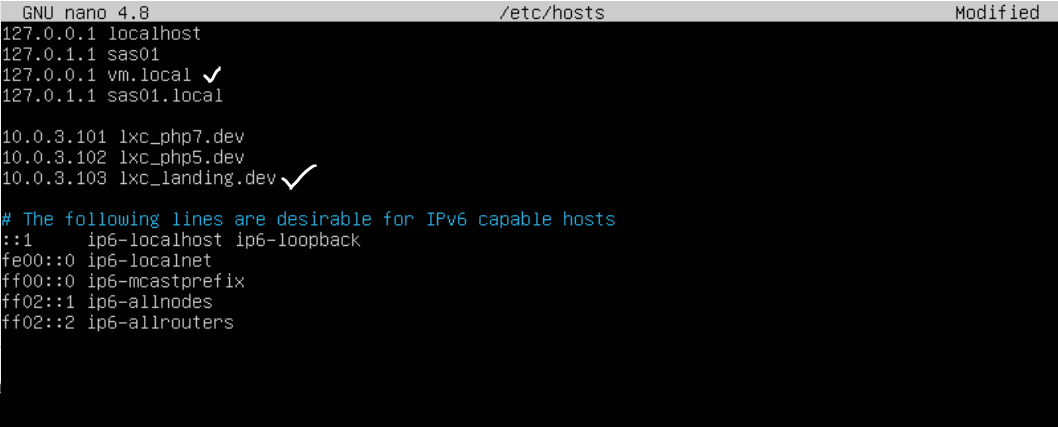 GNU nano 4.8 /etc/hosts Modified
127.0.0.1 localhost
127.0.1.1 sas01
127.0.0.1 vm.local ✓
127.0.1.1 sas01.local
10.0.3.101 lxc_php7.dev
10.0.3.102 lxc_php5.dev
10.0.3.103 lxc_landing.dev ✓
# The following lines are desirable for IPv6 capable hosts
::1 ip6-localhost ip6-loopback
fe00::0 ip6-localnet
ff00::0 ip6-mcastprefix
ff02::1 ip6-allnodes
ff02::2 ip6-allrouters